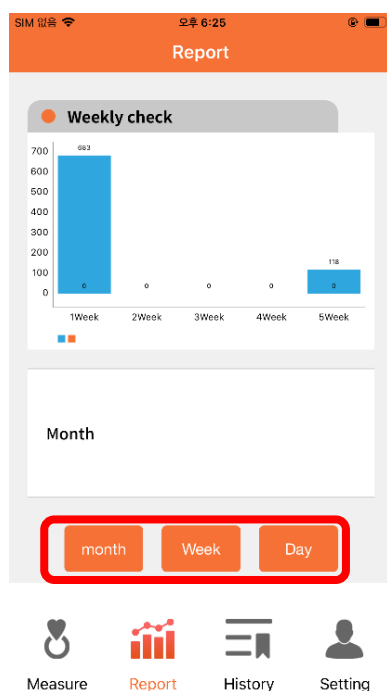 SIM 없음 오후 6:25
Report
Weekly check
700 683
600
500
400
300
200
100 118
0 0 0 0 0 0
1Week 2Week 3Week 4Week 5Week
Month
month Week Day
Measure Report History Setting